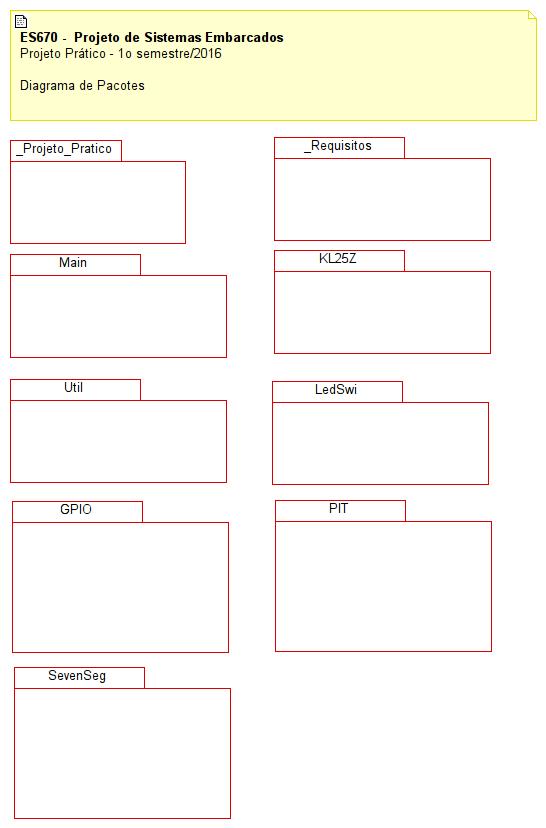 ES670 - Projeto de Sistemas Embarcados
Projeto Prático - 1o semestre/2016
Diagrama de Pacotes
_Projeto_Pratico
_Requisitos
Main
KL25Z
Util
LedSwi
GPIO
PIT
SevenSeg